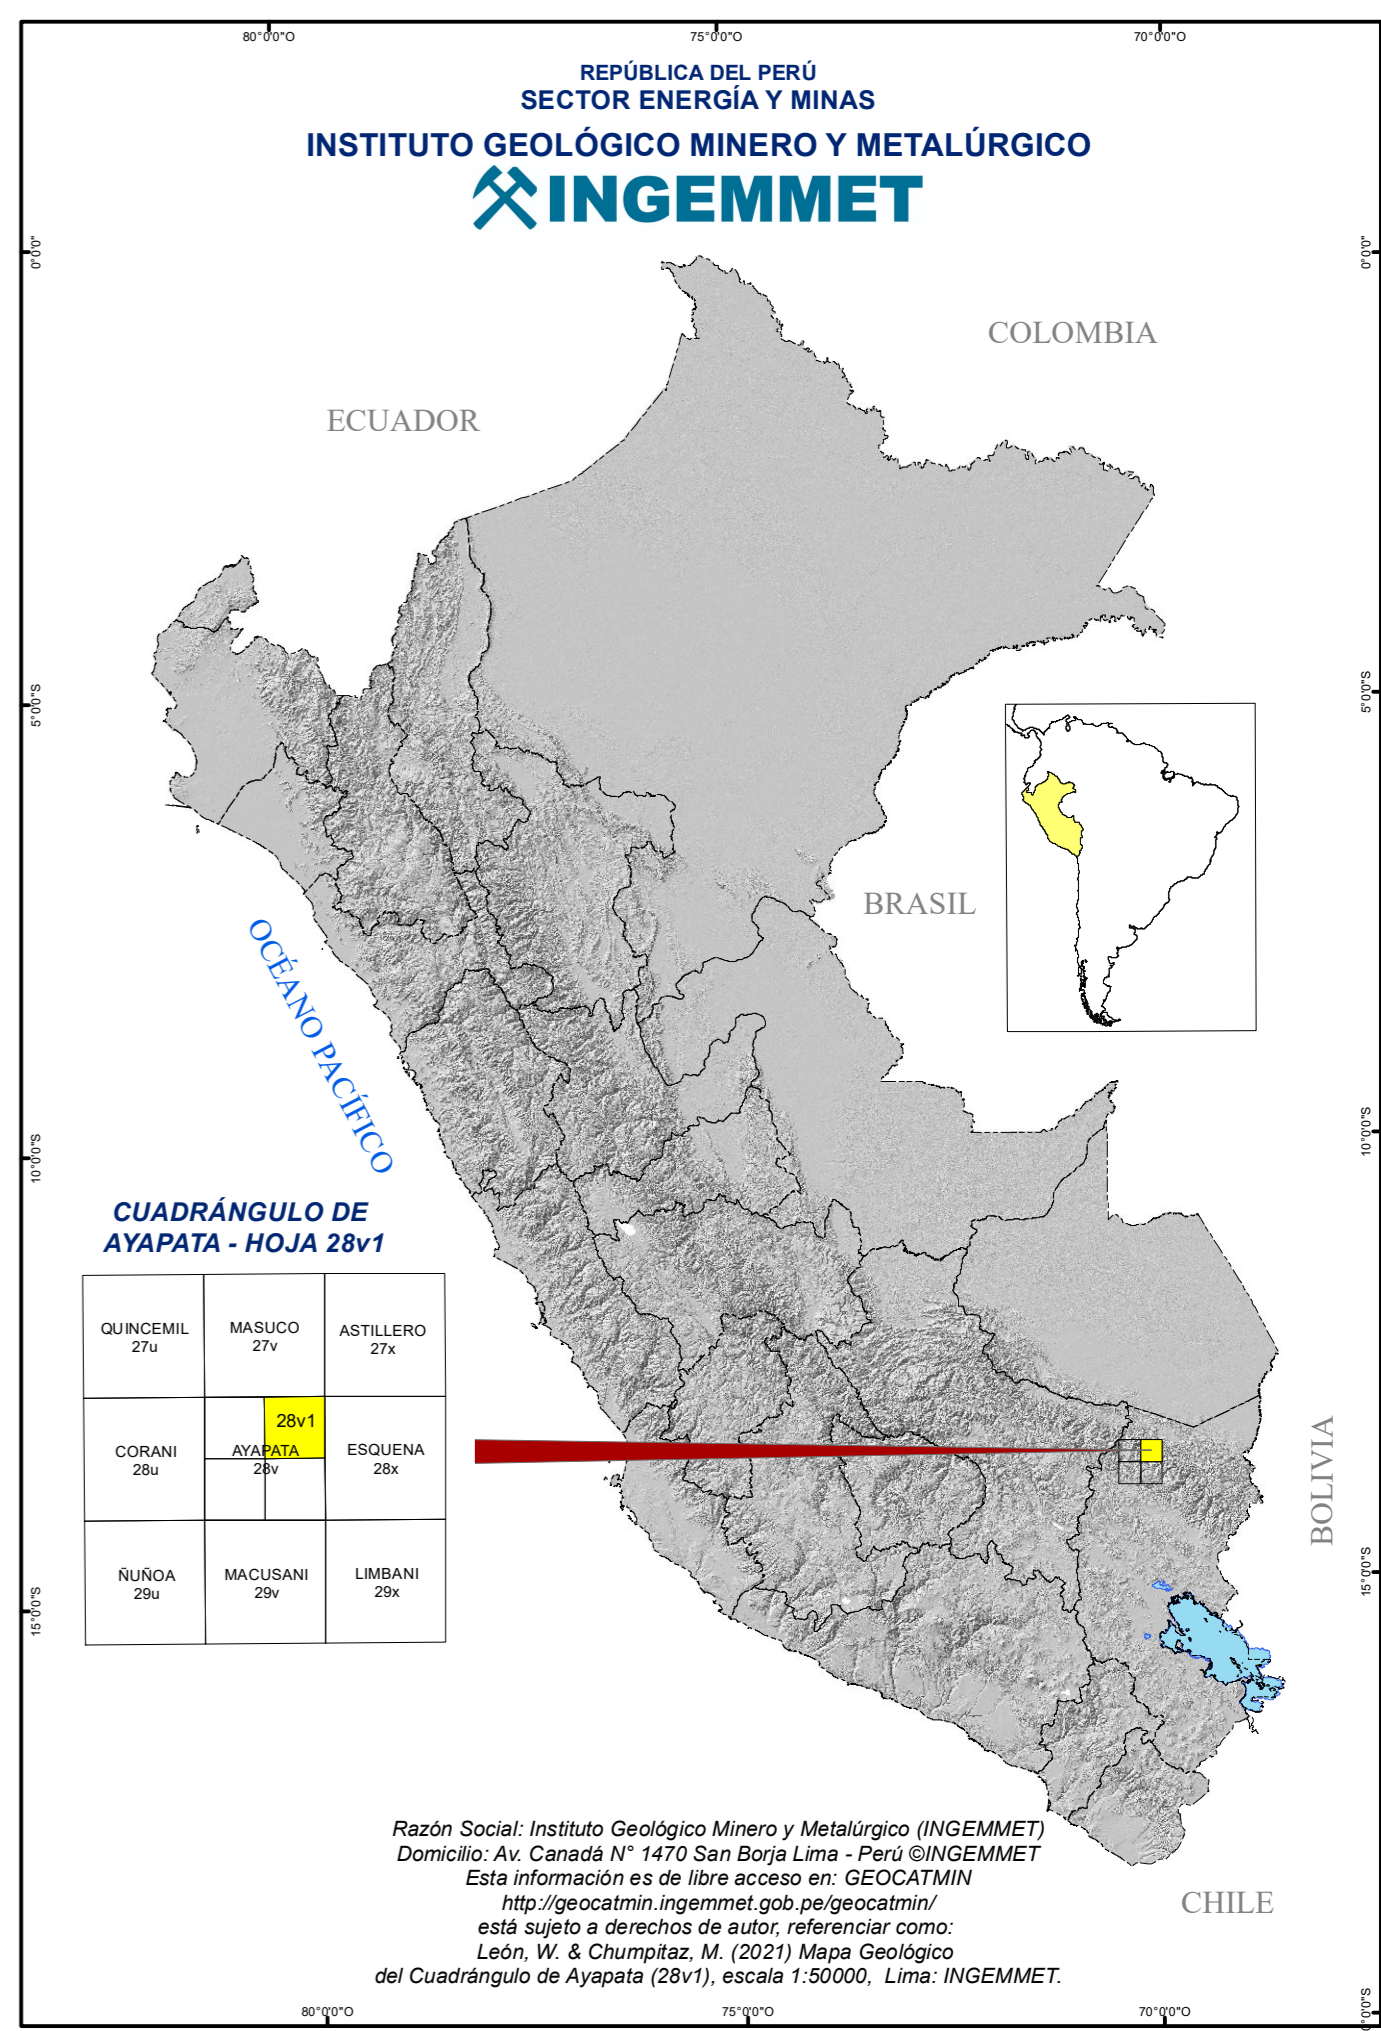 80°0'0"O
75°0'0"O
70°0'0"O
REPÚBLICA DEL PERÚ
SECTOR ENERGÍA Y MINAS
INSTITUTO GEOLÓGICO MINERO Y METALÚRGICO
INGEMMET
0°0'0"
0°0'0"
COLOMBIA
ECUADOR
5°0'0"S
5°0'0"S
BRASIL
OCÉANO PACÍFICO
10°0'0"S
10°0'0"S
CUADRÁNGULO DE
AYAPATA - HOJA 28v1
QUINCEMIL
27u
MASUCO
27v
ASTILLERO
27x
28v1
CORANI
28u
AYAPATA
28v
ESQUENA
28x
ÑUÑOA
29u
MACUSANI
29v
LIMBANI
29x
BOLIVIA
15°0'0"S
15°0'0"S
Razón Social: Instituto Geológico Minero y Metalúrgico (INGEMMET)
Domicilio: Av. Canadá N° 1470 San Borja Lima - Perú ©INGEMMET
Esta información es de libre acceso en: GEOCATMIN
http://geocatmin.ingemmet.gob.pe/geocatmin/
está sujeto a derechos de autor, referenciar como:
León, W. & Chumpitaz, M. (2021) Mapa Geológico
del Cuadrángulo de Ayapata (28v1), escala 1:50000, Lima: INGEMMET.
CHILE
80°0'0"O
75°0'0"O
70°0'0"O